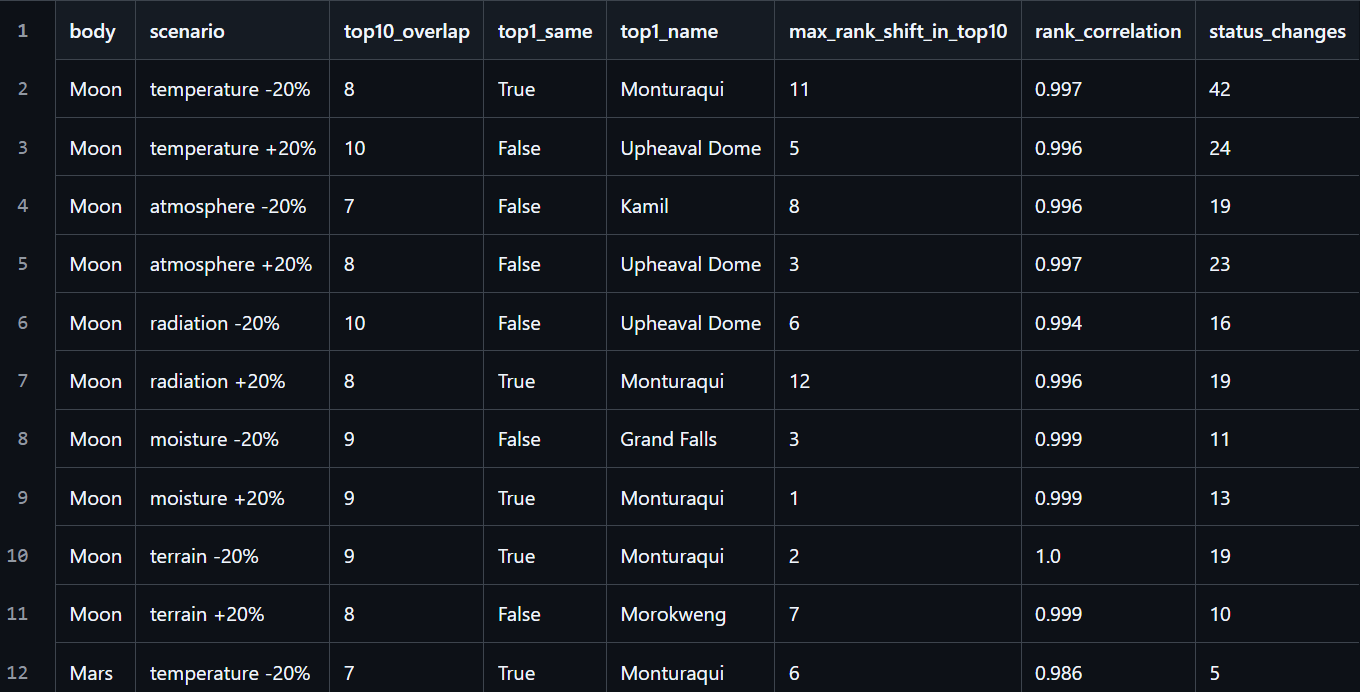 1 body scenario top10_overlap top1_same top1_name max_rank_shift_in_top10 rank_correlation status_changes
2 Moon temperature -20% 8 True Monturaqui 11 0.997 42
3 Moon temperature +20% 10 False Upheaval Dome 5 0.996 24
4 Moon atmosphere -20% 7 False Kamil 8 0.996 19
5 Moon atmosphere +20% 8 False Upheaval Dome 3 0.997 23
6 Moon radiation -20% 10 False Upheaval Dome 6 0.994 16
7 Moon radiation +20% 8 True Monturaqui 12 0.996 19
8 Moon moisture -20% 9 False Grand Falls 3 0.999 11
9 Moon moisture +20% 9 True Monturaqui 1 0.999 13
10 Moon terrain -20% 9 True Monturaqui 2 1.0 19
11 Moon terrain +20% 8 False Morokweng 7 0.999 10
12 Mars temperature -20% 7 True Monturaqui 6 0.986 5